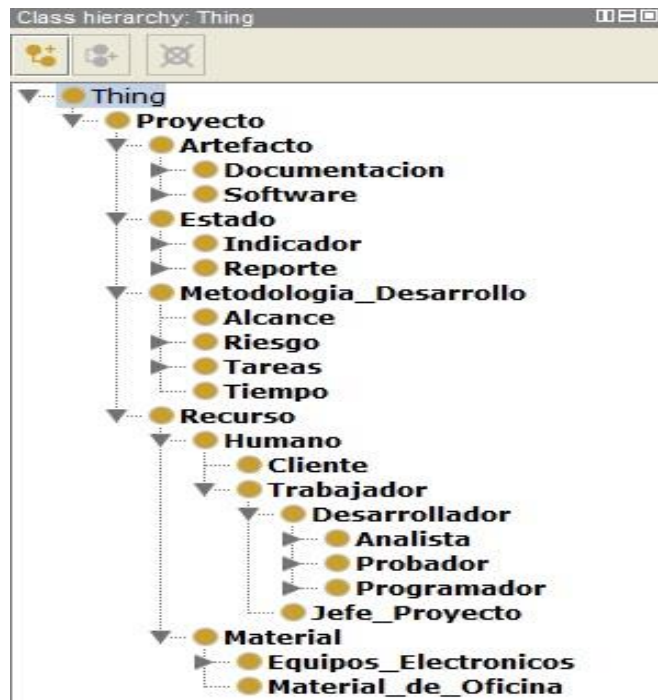 Class hierarchy: Thing
Thing
Proyecto
Artefacto
Documentacion
Software
Estado
Indicador
Reporte
Metodologia_Desarrollo
Alcance
Riesgo
Tareas
Tiempo
Recurso
Humano
Cliente
Trabajador
Desarrollador
Analista
Probador
Programador
Jefe_Proyecto
Material
Equipos_Electronicos
Material_de_Oficina